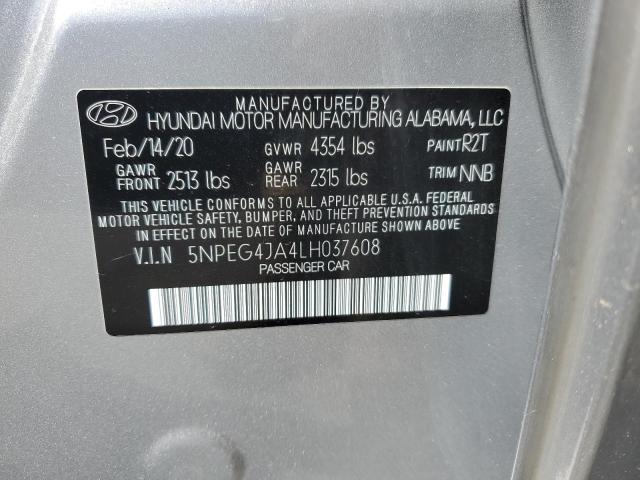 MANUFACTURED BY
HYUNDAI MOTOR MANUFACTURING ALABAMA, LLC
Feb/14/20 GVWR 4354 lbs PAINT R2T
GAWR FRONT 2513 lbs GAWR REAR 2315 lbs TRIM NNB
THIS VEHICLE CONFORMS TO ALL APPLICABLE U.S.A. FEDERAL
MOTOR VEHICLE SAFETY, BUMPER, AND THEFT PREVENTION STANDARDS
IN EFFECT ON THE DATE OF MANUFACTURE SHOWN ABOVE
V.I.N 5NPEG4JA4LH037608
PASSENGER CAR